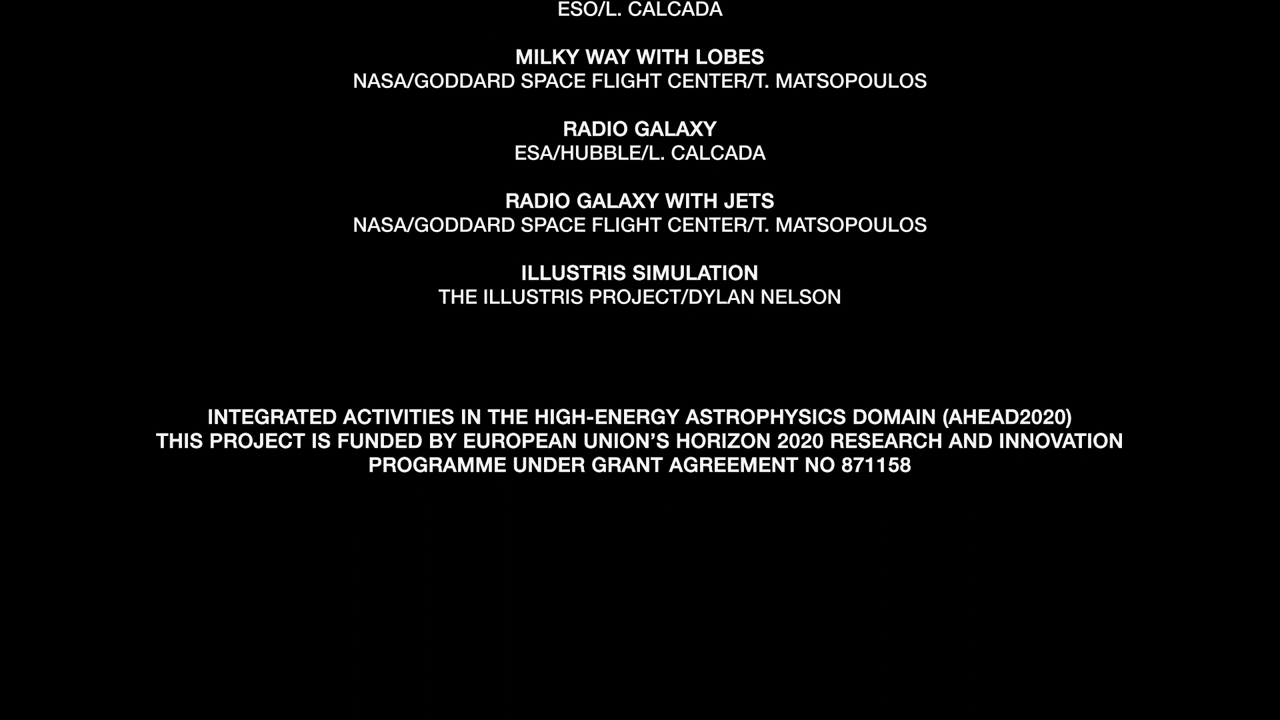 ESO/L. CALCADA
MILKY WAY WITH LOBES
NASA/GODDARD SPACE FLIGHT CENTER/T. MATSOPOULOS
RADIO GALAXY
ESA/HUBBLE/L. CALCADA
RADIO GALAXY WITH JETS
NASA/GODDARD SPACE FLIGHT CENTER/T. MATSOPOULOS
ILLUSTRIS SIMULATION
THE ILLUSTRIS PROJECT/DYLAN NELSON
INTEGRATED ACTIVITIES IN THE HIGH-ENERGY ASTROPHYSICS DOMAIN (AHEAD2020)
THIS PROJECT IS FUNDED BY EUROPEAN UNION’S HORIZON 2020 RESEARCH AND INNOVATION
PROGRAMME UNDER GRANT AGREEMENT NO 871158